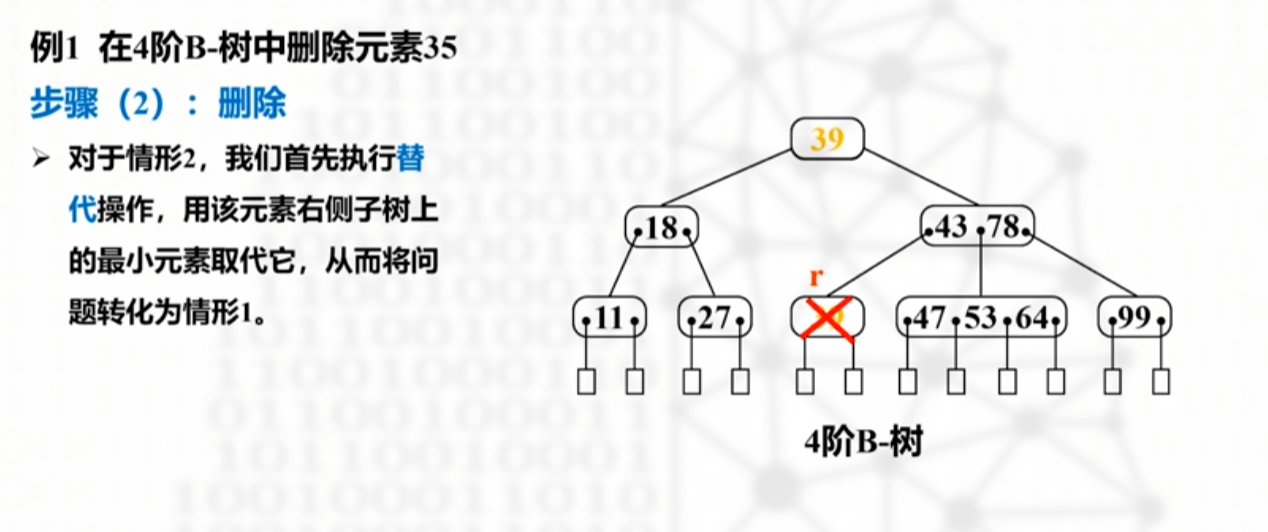 例1 在4阶B-树中删除元素35
步骤（2）：删除
➤ 对于情形2，我们首先执行替
代操作，用该元素右侧子树上
的最小元素取代它，从而将问
题转化为情形1。
39
18
43 78
r
11
27
47 53 64
99
4阶B-树